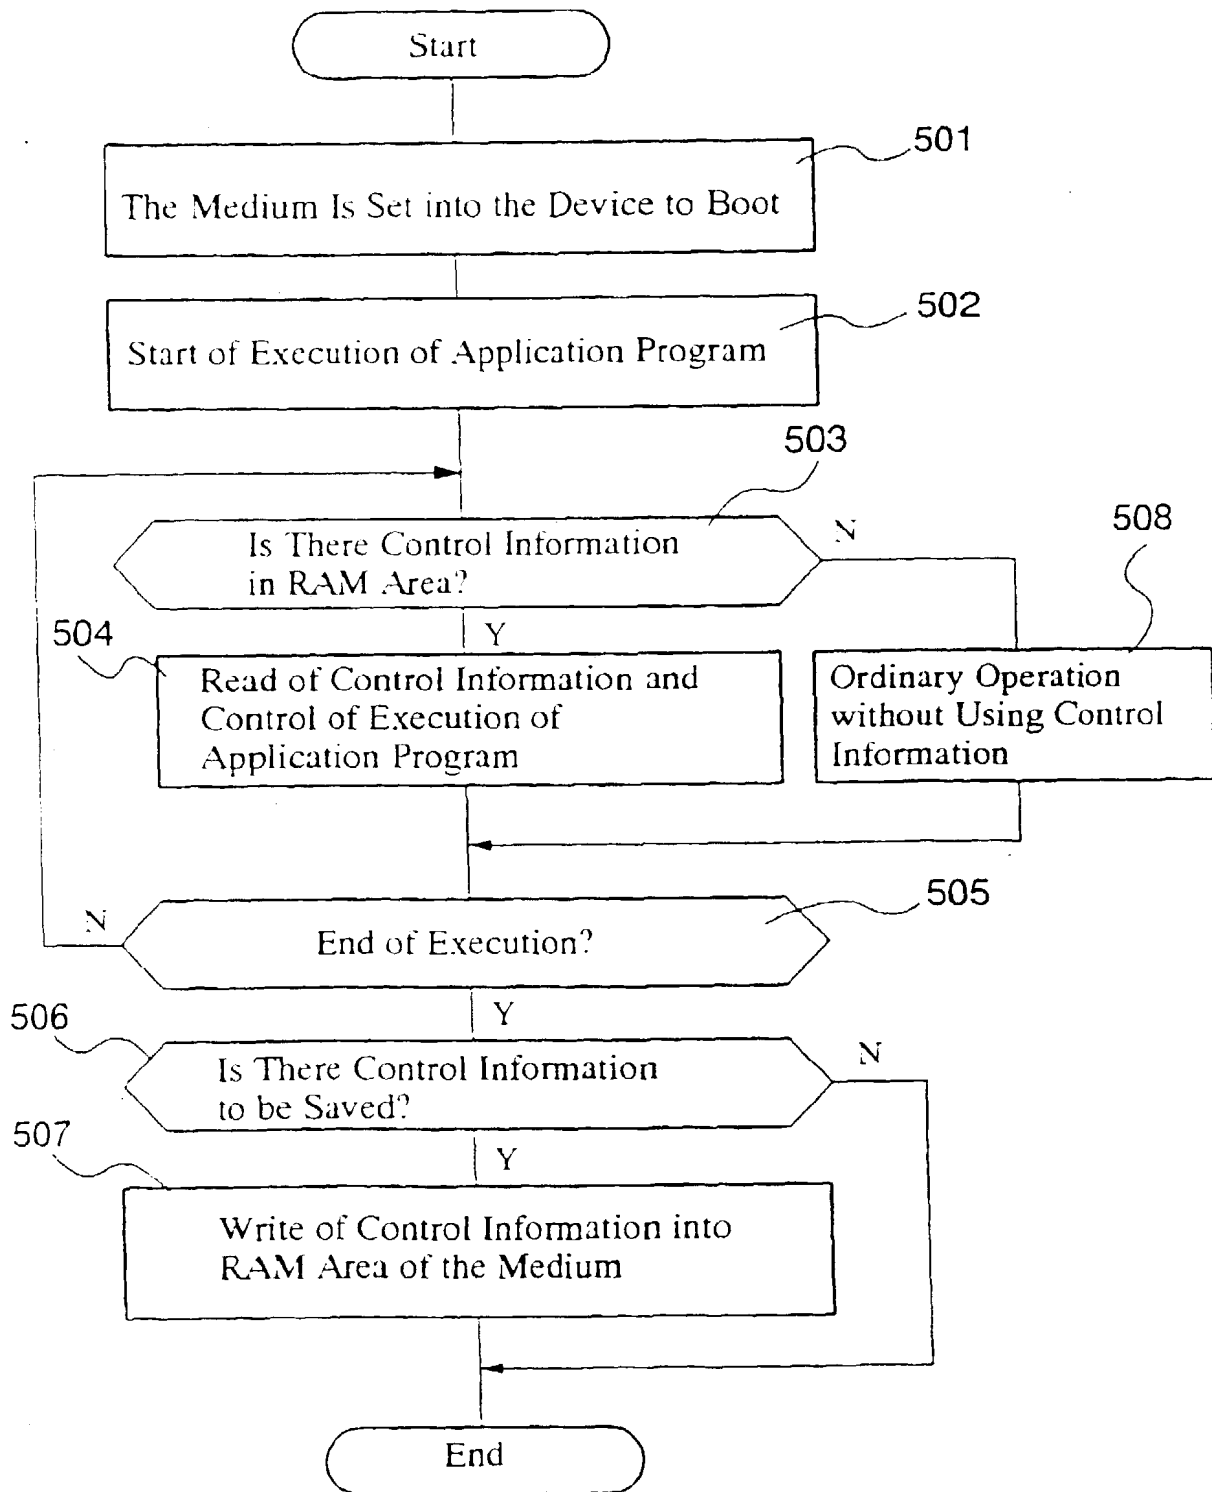 Start
501
The Medium Is Set into the Device to Boot
502
Start of Execution of Application Program
503
Is There Control Information
in RAM Area?
N
508
504
Y
Read of Control Information and
Control of Execution of
Application Program
Ordinary Operation
without Using Control
Information
505
N
End of Execution?
Y
506
Is There Control Information
to be Saved?
N
507
Y
Write of Control Information into
RAM Area of the Medium
End